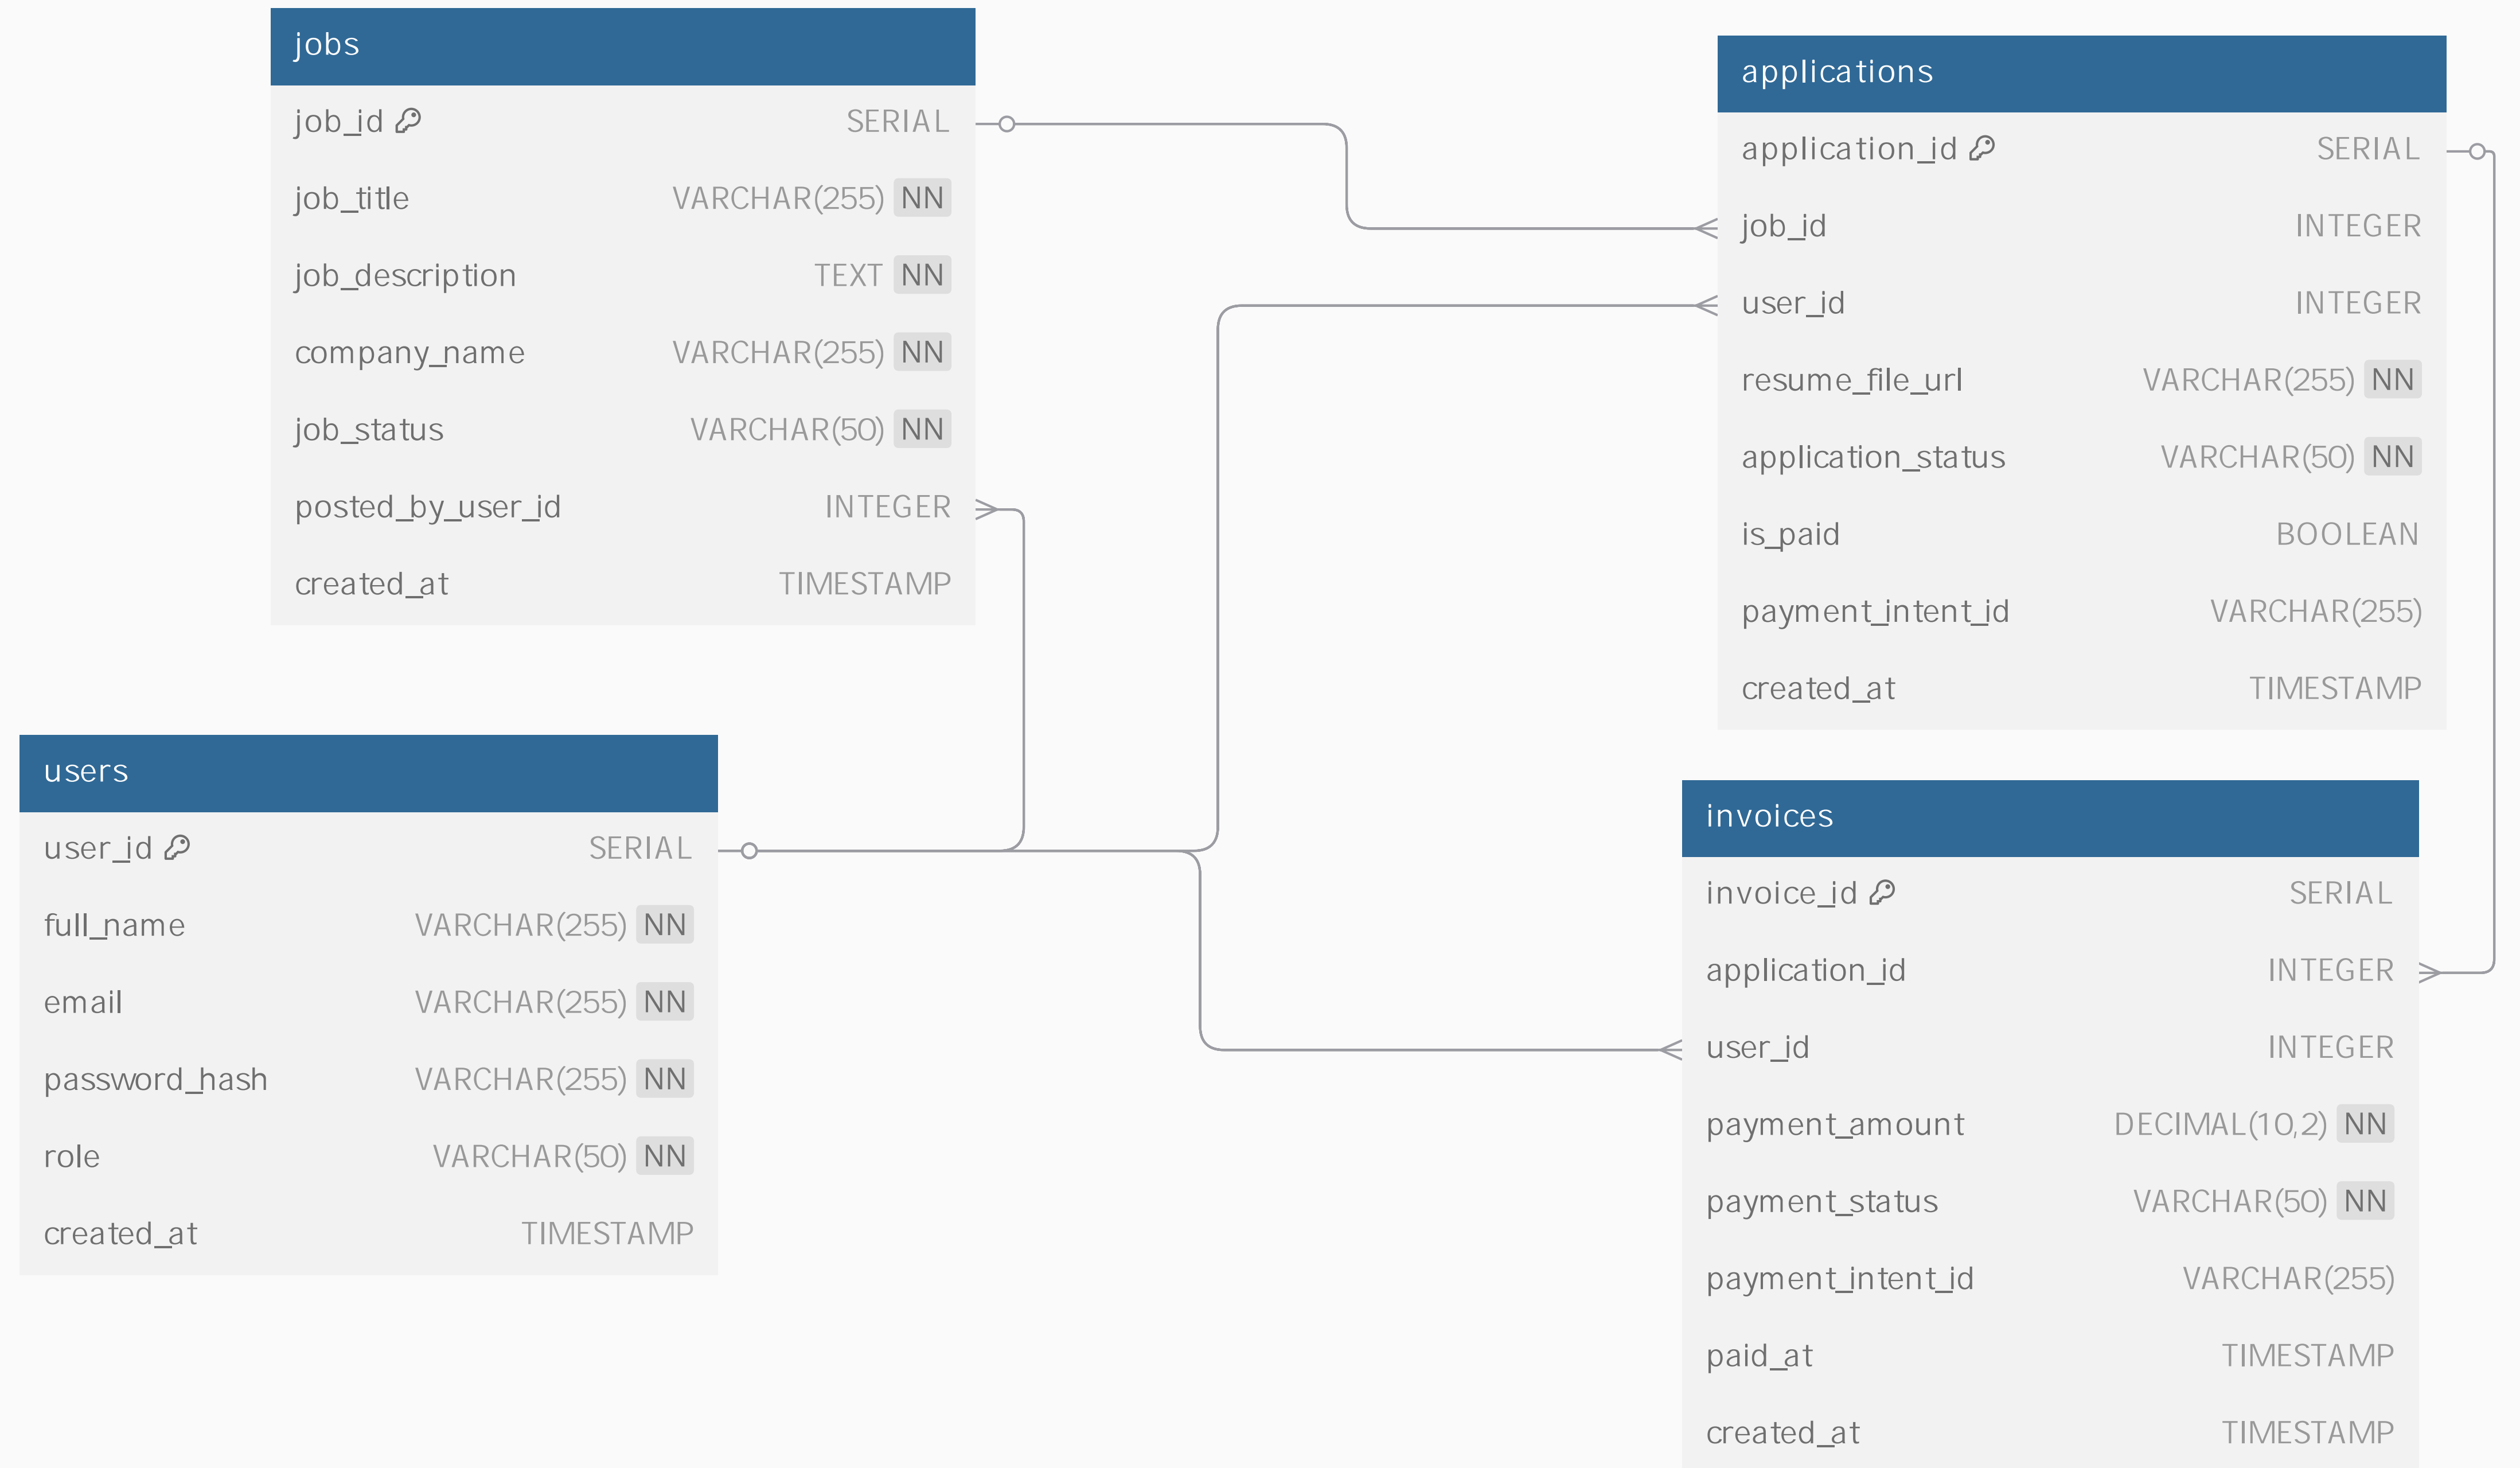 jobs
job_id SERIAL
job_title VARCHAR(255) NN
job_description TEXT NN
company_name VARCHAR(255) NN
job_status VARCHAR(50) NN
posted_by_user_id INTEGER
created_at TIMESTAMP
applications
application_id SERIAL
job_id INTEGER
user_id INTEGER
resume_file_url VARCHAR(255) NN
application_status VARCHAR(50) NN
is_paid BOOLEAN
payment_intent_id VARCHAR(255)
created_at TIMESTAMP
users
user_id SERIAL
full_name VARCHAR(255) NN
email VARCHAR(255) NN
password_hash VARCHAR(255) NN
role VARCHAR(50) NN
created_at TIMESTAMP
invoices
invoice_id SERIAL
application_id INTEGER
user_id INTEGER
payment_amount DECIMAL(10,2) NN
payment_status VARCHAR(50) NN
payment_intent_id VARCHAR(255)
paid_at TIMESTAMP
created_at TIMESTAMP